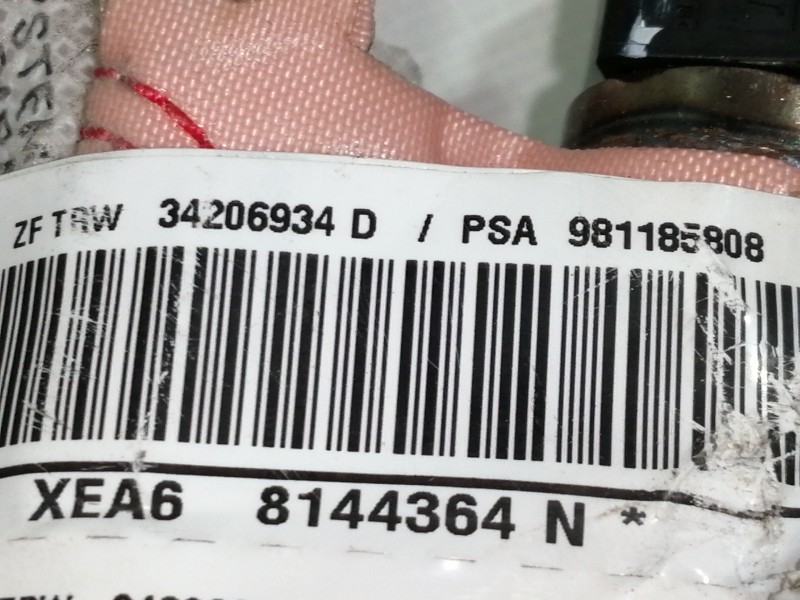 ZF TRW 34206934 D / PSA 981185808
XEA6 8144364 N *